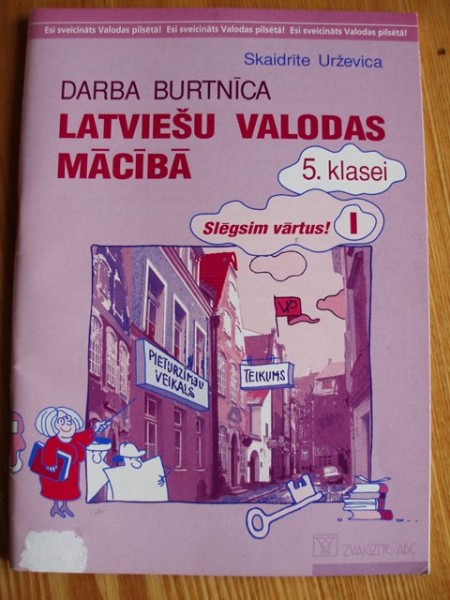 Esi sveicināts Valodas pilsētā! Esi sveicināts Valodas pilsētā! Esi sveicināts Valodas pilsētā!
Skaidrīte Urževica
DARBA BURTNĪCA
LATVIEŠU VALODAS
MĀCĪBĀ
5. klasei
Slēgsim vārtus! I
VP
PIETURZĪMJU
VEIKALS
TEIKUMS
ZVAIGZNE ABC